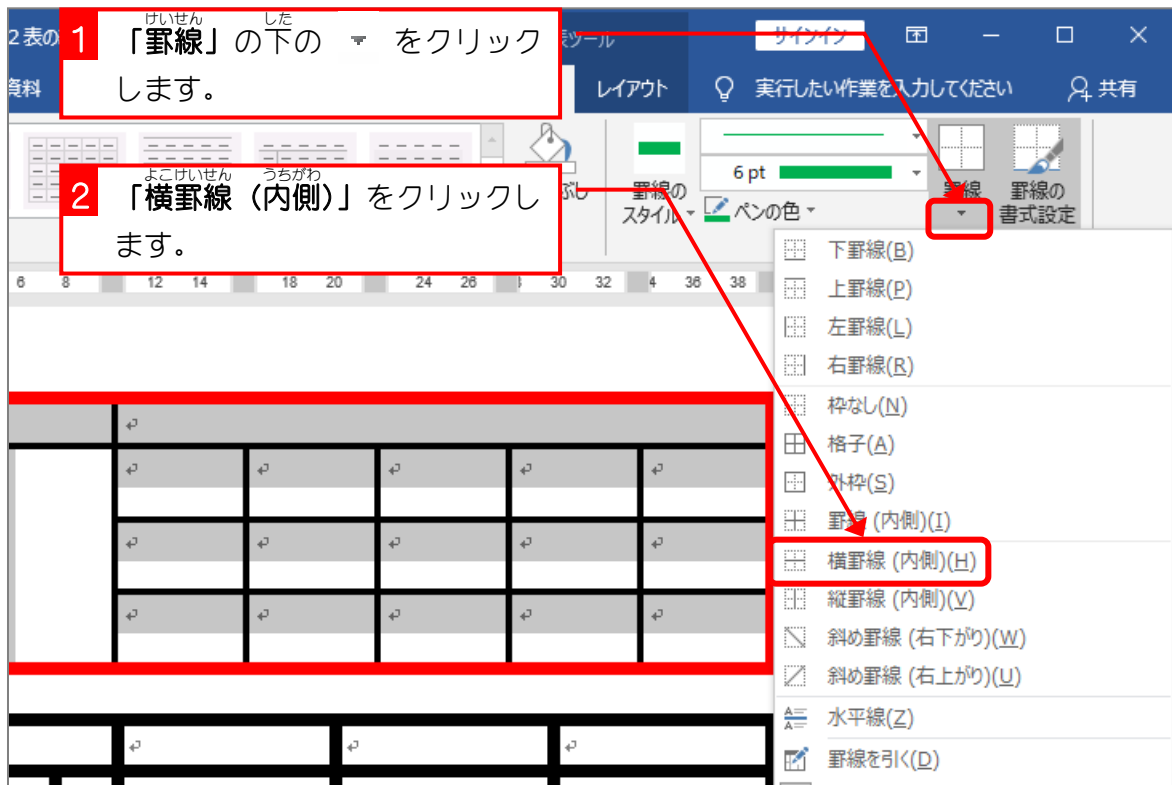 2 表の
ツール
サインイン
1
けいせん
した
「罫線」の下の をクリック
します。
資料
レイアウト
実行したい作業を入力してください
共有
2
よこけいせん
うちがわ
「横罫線（内側）」をクリックし
ます。
ぶし
罫線の
スタイル
6 pt
ペンの色
罫線
罫線の
書式設定
6 8 12 14 18 20 24 26 30 32 4 36 38
下罫線(B)
上罫線(P)
左罫線(L)
右罫線(R)
枠なし(N)
格子(A)
外枠(S)
罫線 (内側)(I)
横罫線 (内側)(H)
縦罫線 (内側)(V)
斜め罫線 (右下がり)(W)
斜め罫線 (右上がり)(U)
水平線(Z)
罫線を引く(D)